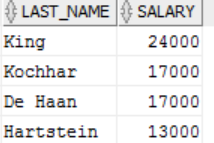 LAST_NAME SALARY
King 24000
Kochhar 17000
De Haan 17000
Hartstein 13000